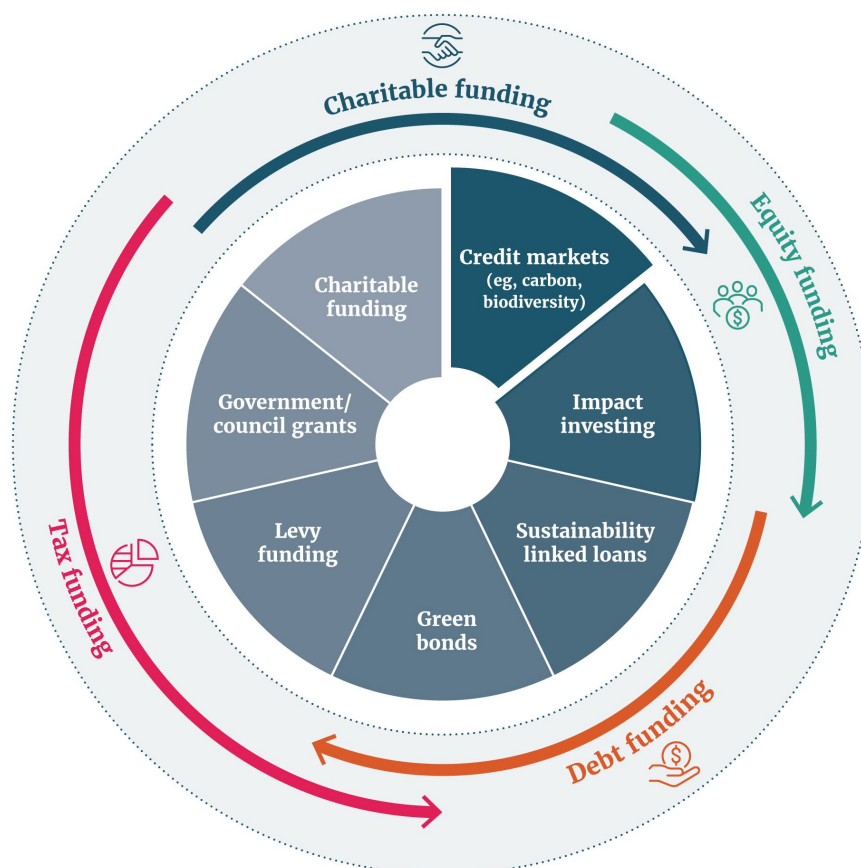 Charitable funding
Equity funding
Credit markets
(eg, carbon,
biodiversity)
Charitable
funding
Government/
council grants
Impact
investing
Levy
funding
Sustainability
linked loans
Green
bonds
Tax funding
Debt funding
$
$